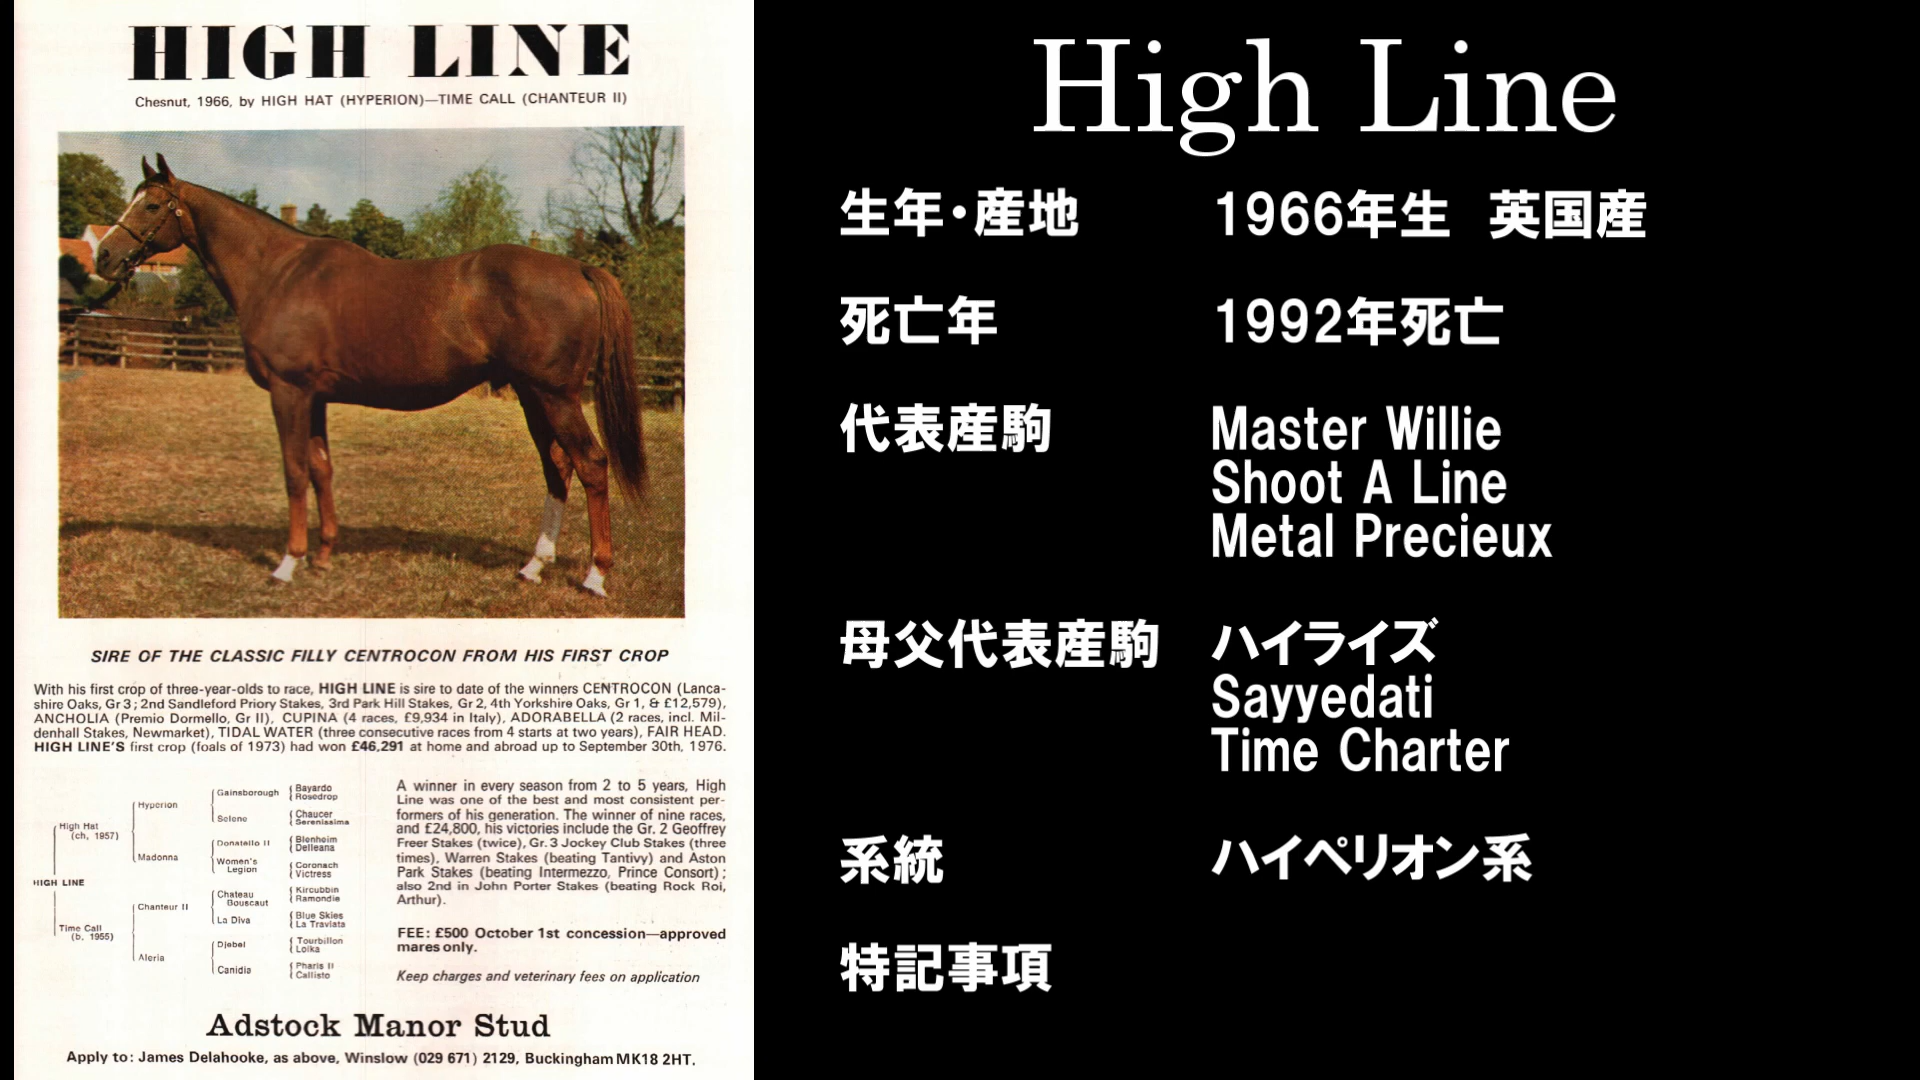 HIGH LINE
Chesnut, 1966, by HIGH HAT (HYPERION)—TIME CALL (CHANTEUR II)
SIRE OF THE CLASSIC FILLY CENTROCON FROM HIS FIRST CROP
With his first crop of three-year-olds to race, HIGH LINE is sire to date of the winners CENTROCON (Lanca-
shire Oaks, Gr 3; 2nd Sandleford Priory Stakes, 3rd Park Hill Stakes, Gr 2, 4th Yorkshire Oaks, Gr 1, & £12,579),
ANCHOLIA (Premio Dormello, Gr II), CUPINA (4 races, £9,934 in Italy), ADORABELLA (2 races, incl. Mil-
denhall Stakes, Newmarket), TIDAL WATER (three consecutive races from 4 starts at two years), FAIR HEAD.
HIGH LINE'S first crop (foals of 1973) had won £46,291 at home and abroad up to September 30th, 1976.
HIGH LINE
High Hat
(ch, 1957)
Time Call
(b. 1955)
Hyperion
Madonna
Chanteur II
Aleria
Gainsborough
Selene
Donatello II
Women's
Legion
Chateau
Bouscaut
La Diva
Djebel
Canidia
Bayardo
Rosedrop
Chaucer
Serenissima
Blenheim
Delleana
Coronach
Victress
Kircubbin
Ramondie
Blue Skies
La Traviata
Tourbillon
Loika
Pharis II
Callisto
A winner in every season from 2 to 5 years, High
Line was one of the best and most consistent per-
formers of his generation. The winner of nine races,
and £24,800, his victories include the Gr. 2 Geoffrey
Freer Stakes (twice), Gr. 3 Jockey Club Stakes (three
times), Warren Stakes (beating Tantivy) and Aston
Park Stakes (beating Intermezzo, Prince Consort);
also 2nd in John Porter Stakes (beating Rock Roi,
Arthur).
FEE: £500 October 1st concession—approved
mares only.
Keep charges and veterinary fees on application
Adstock Manor Stud
Apply to: James Delahooke, as above, Winslow (029 671) 2129, Buckingham MK18 2HT.
High Line
生年・産地 1966年生 英国産
死亡年 1992年死亡
代表産駒 Master Willie
Shoot A Line
Metal Precieux
母父代表産駒 ハイライズ
Sayyedati
Time Charter
系統 ハイペリオン系
特記事項